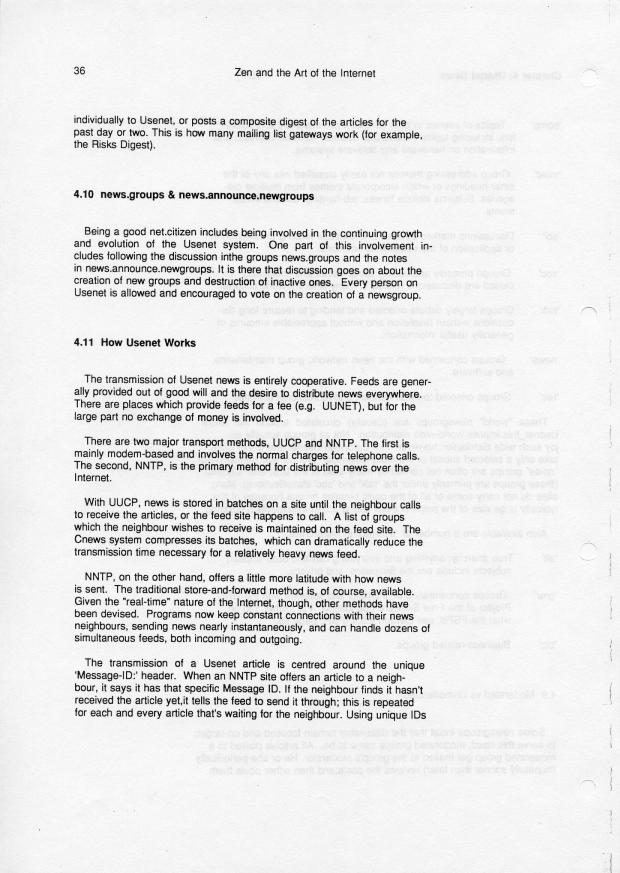 36
Zen and the Art of the Internet
individually to Usenet, or posts a composite digest of the articles for the
past day or two. This is how many mailing list gateways work (for example,
the Risks Digest).
4.10 news.groups & news.announce.newgroups
Being a good net.citizen includes being involved in the continuing growth
and evolution of the Usenet system. One part of this involvement in-
cludes following the discussion inthe groups news.groups and the notes
in news.announce.newgroups. It is there that discussion goes on about the
creation of new groups and destruction of inactive ones. Every person on
Usenet is allowed and encouraged to vote on the creation of a newsgroup.
4.11 How Usenet Works
The transmission of Usenet news is entirely cooperative. Feeds are gener-
ally provided out of good will and the desire to distribute news everywhere.
There are places which provide feeds for a fee (e.g. UUNET), but for the
large part no exchange of money is involved.
There are two major transport methods, UUCP and NNTP. The first is
mainly modem-based and involves the normal charges for telephone calls.
The second, NNTP, is the primary method for distributing news over the
Internet.
With UUCP, news is stored in batches on a site until the neighbour calls
to receive the articles, or the feed site happens to call. A list of groups
which the neighbour wishes to receive is maintained on the feed site. The
Cnews system compresses its batches, which can dramatically reduce the
transmission time necessary for a relatively heavy news feed.
NNTP, on the other hand, offers a little more latitude with how news
is sent. The traditional store-and-forward method is, of course, available.
Given the "real-time" nature of the Internet, though, other methods have
been devised. Programs now keep constant connections with their news
neighbours, sending news nearly instantaneously, and can handle dozens of
simultaneous feeds, both incoming and outgoing.
The transmission of a Usenet article is centred around the unique
'Message-ID:' header. When an NNTP site offers an article to a neigh-
bour, it says it has that specific Message ID. If the neighbour finds it hasn't
received the article yet,it tells the feed to send it through; this is repeated
for each and every article that's waiting for the neighbour. Using unique IDs